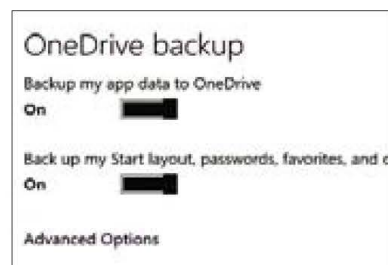 OneDrive backup
Backup my app data to OneDrive
On
Back up my Start layout, passwords, favorites, and
On
Advanced Options